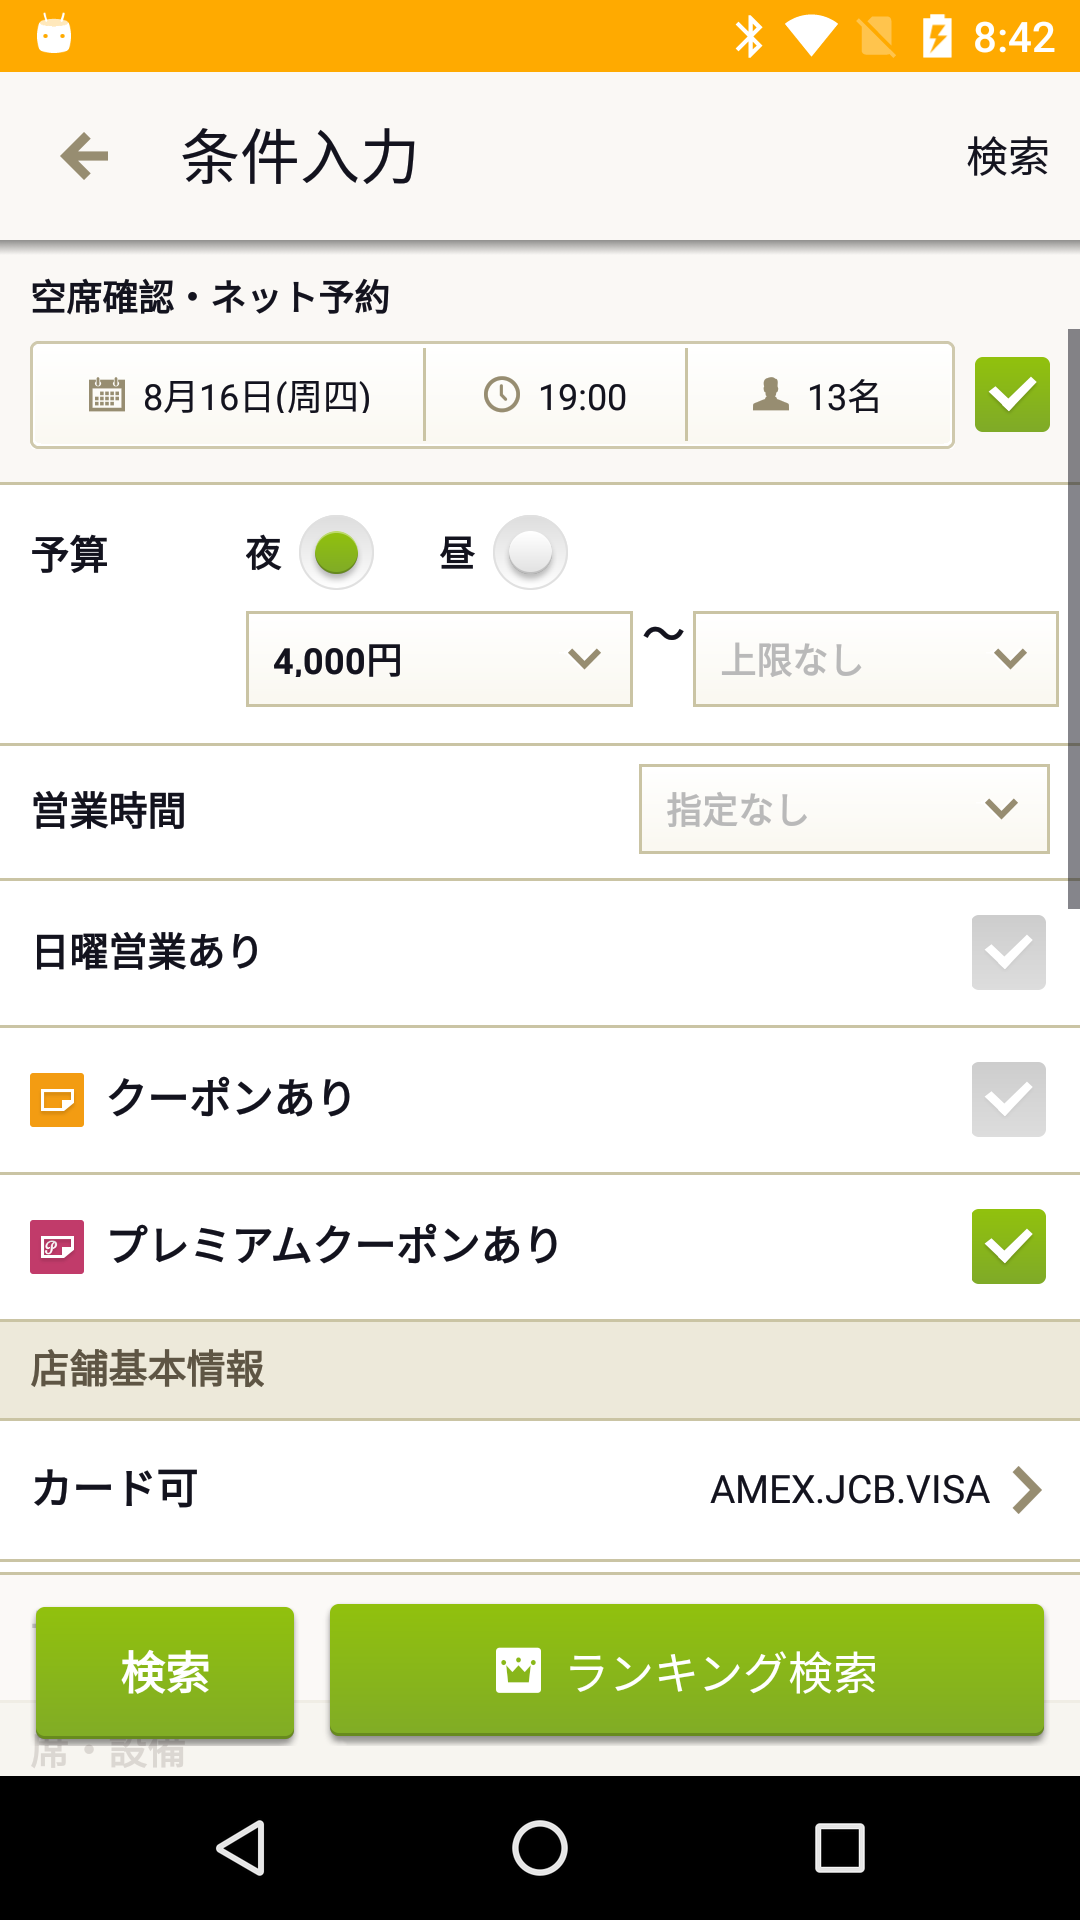 8:42
条件入力
検索
空席確認・ネット予約
8月16日(周四)
19:00
13名
予算
夜
昼
4,000円
〜
上限なし
営業時間
指定なし
日曜営業あり
クーポンあり
プレミアムクーポンあり
店舗基本情報
カード可
AMEX.JCB.VISA
検索
ランキング検索
席・設備